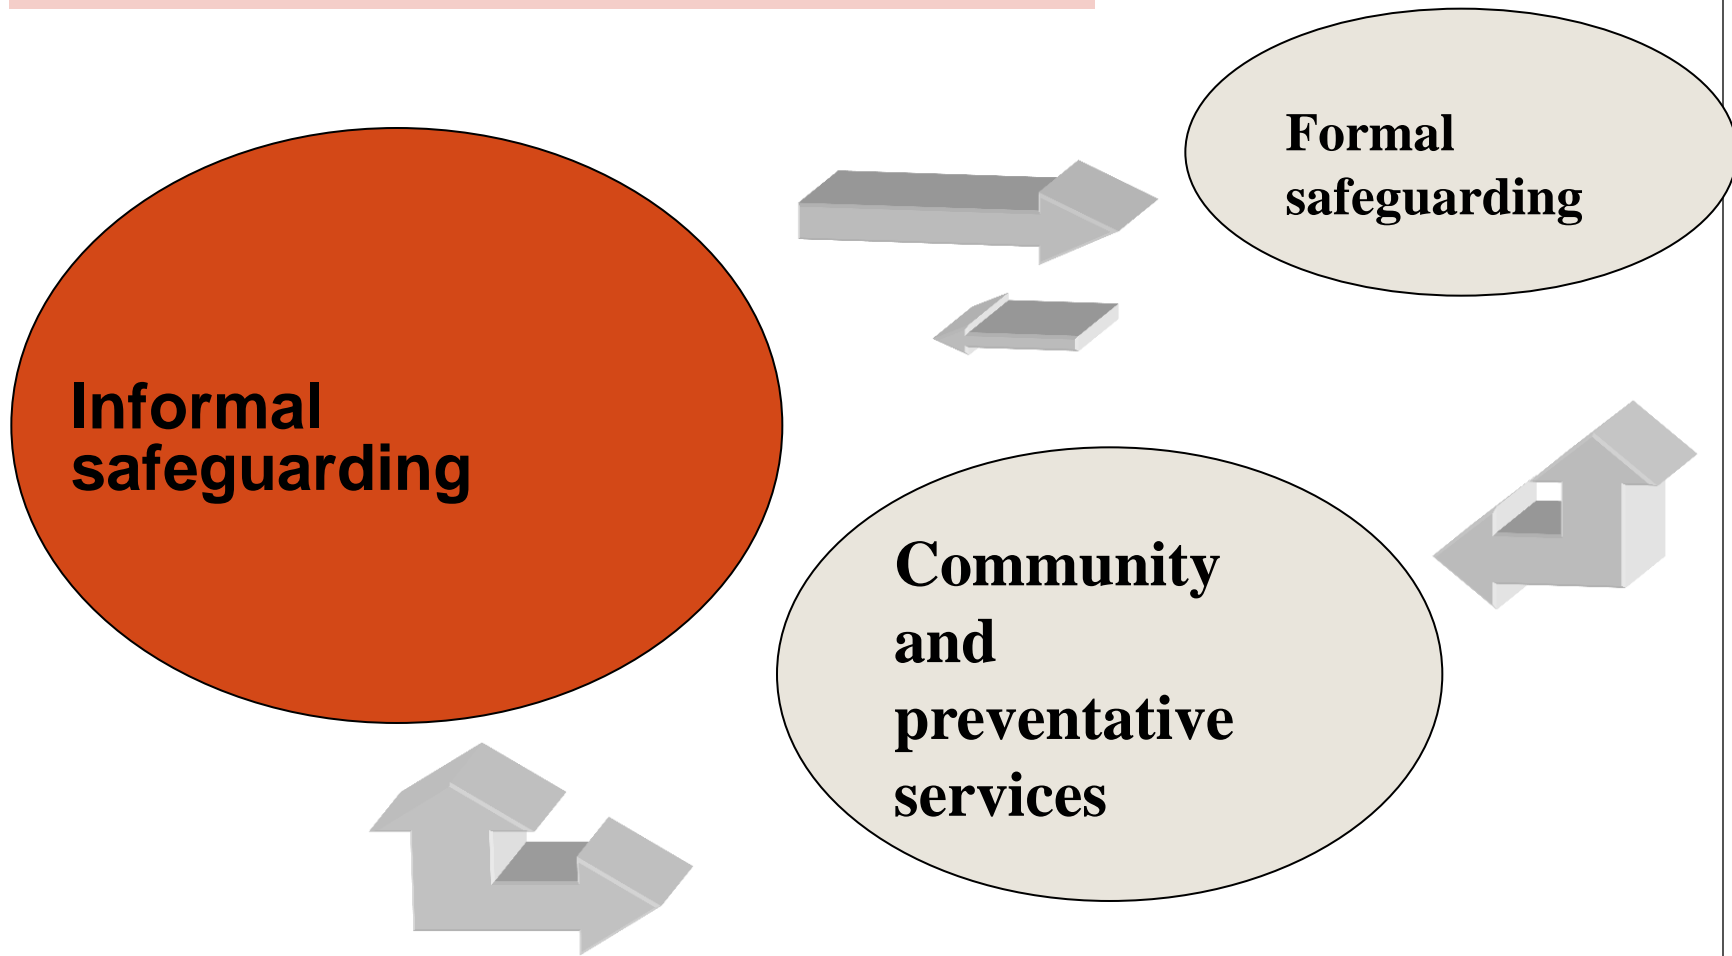 Formal
safeguarding
Informal
safeguarding
Community
and
preventative
services